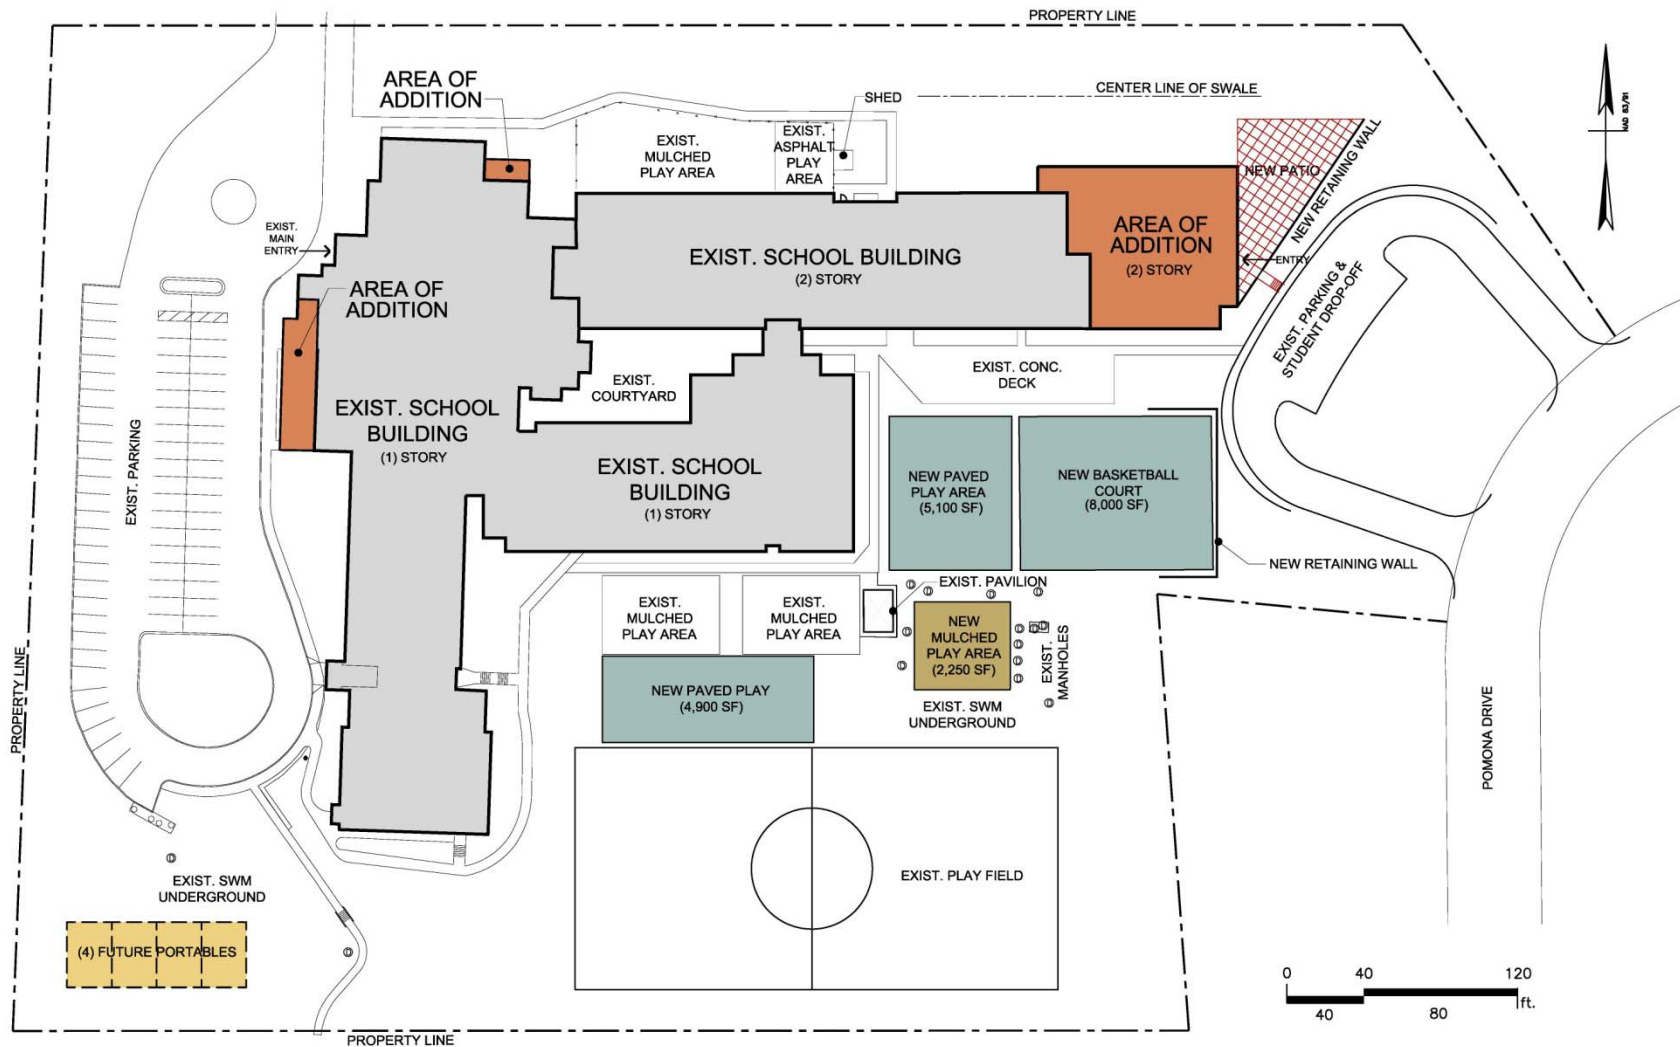 PROPERTY LINE
AREA OF
ADDITION
SHED
CENTER LINE OF SWALE
NAD 83/91
EXIST.
MULCHED
PLAY AREA
EXIST.
ASPHALT
PLAY
AREA
NEW PATIO
NEW RETAINING WALL
EXIST.
MAIN
ENTRY
EXIST. SCHOOL BUILDING
(2) STORY
AREA OF
ADDITION
(2) STORY
ENTRY
AREA OF
ADDITION
EXIST. PARKING &
STUDENT DROP-OFF
EXIST.
COURTYARD
EXIST. CONC.
DECK
EXIST. SCHOOL
BUILDING
(1) STORY
EXIST. PARKING
EXIST. SCHOOL
BUILDING
(1) STORY
NEW PAVED
PLAY AREA
(5,100 SF)
NEW BASKETBALL
COURT
(8,000 SF)
NEW RETAINING WALL
EXIST. PAVILION
EXIST.
MULCHED
PLAY AREA
EXIST.
MULCHED
PLAY AREA
NEW
MULCHED
PLAY AREA
(2,250 SF)
EXIST.
MANHOLES
PROPERTY LINE
NEW PAVED PLAY
(4,900 SF)
EXIST. SWM
UNDERGROUND
POMONA DRIVE
EXIST. PLAY FIELD
EXIST. SWM
UNDERGROUND
(4) FUTURE PORTABLES
0 40 120
ft.
40 80
PROPERTY LINE